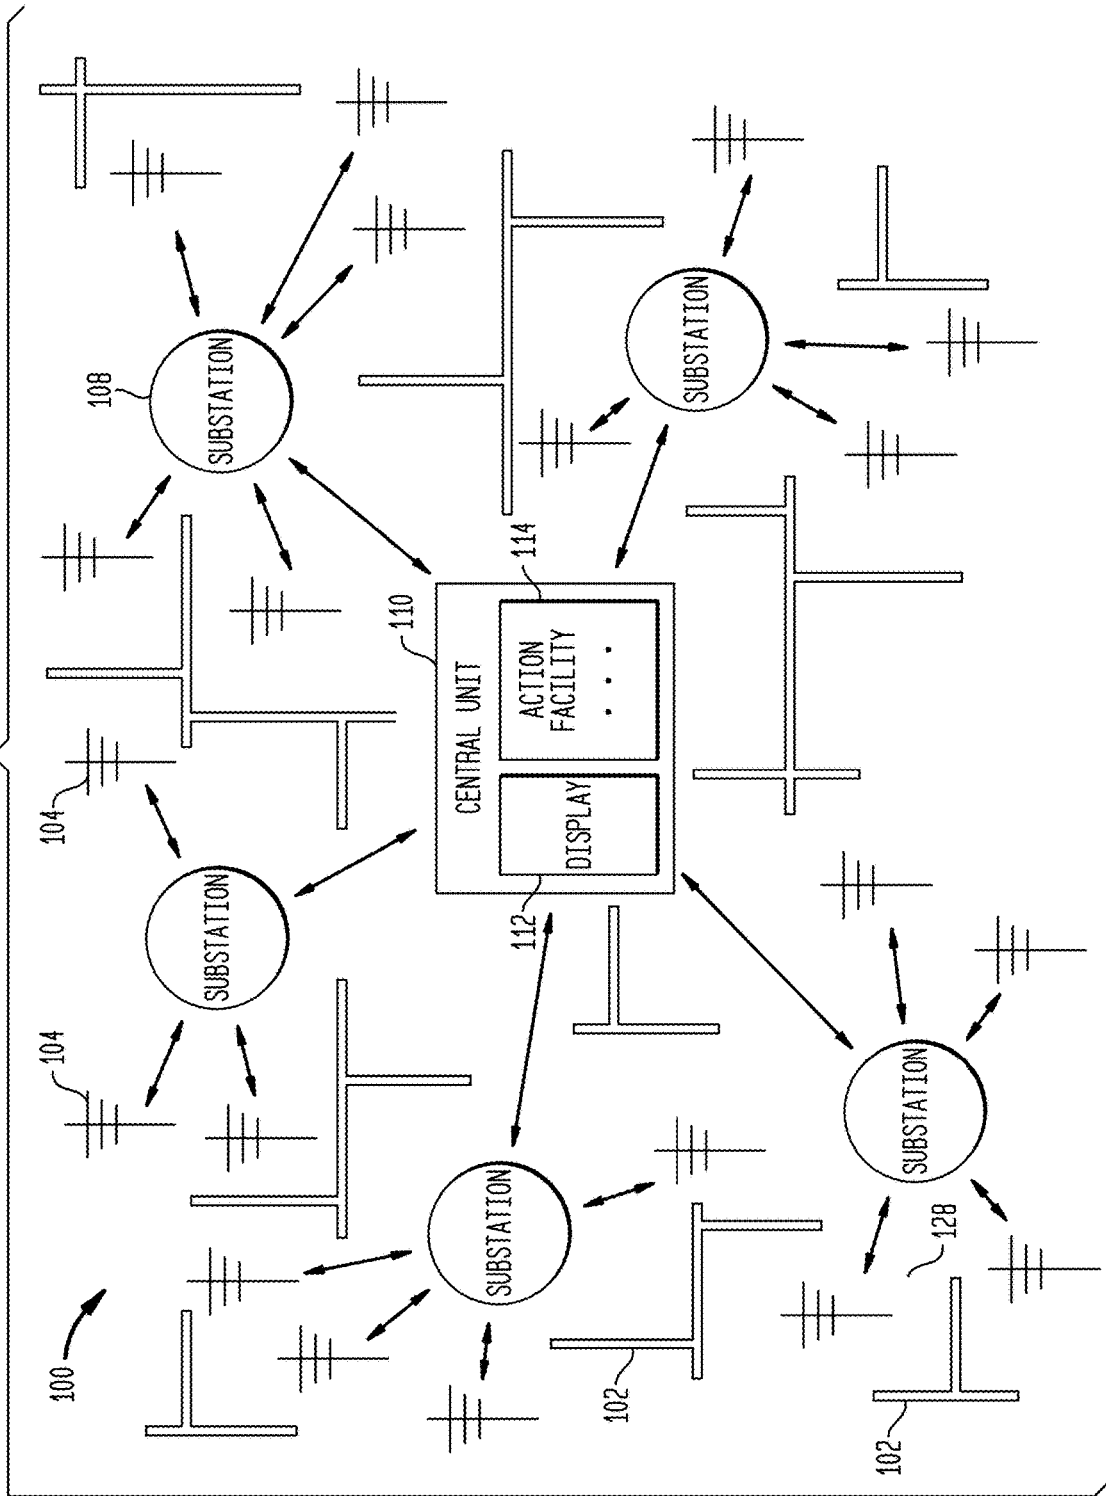 100
104
104
108
SUBSTATION
SUBSTATION
110
CENTRAL UNIT
SUBSTATION
112
DISPLAY
114
ACTION
FACILITY
. . .
102
SUBSTATION
102
SUBSTATION
128